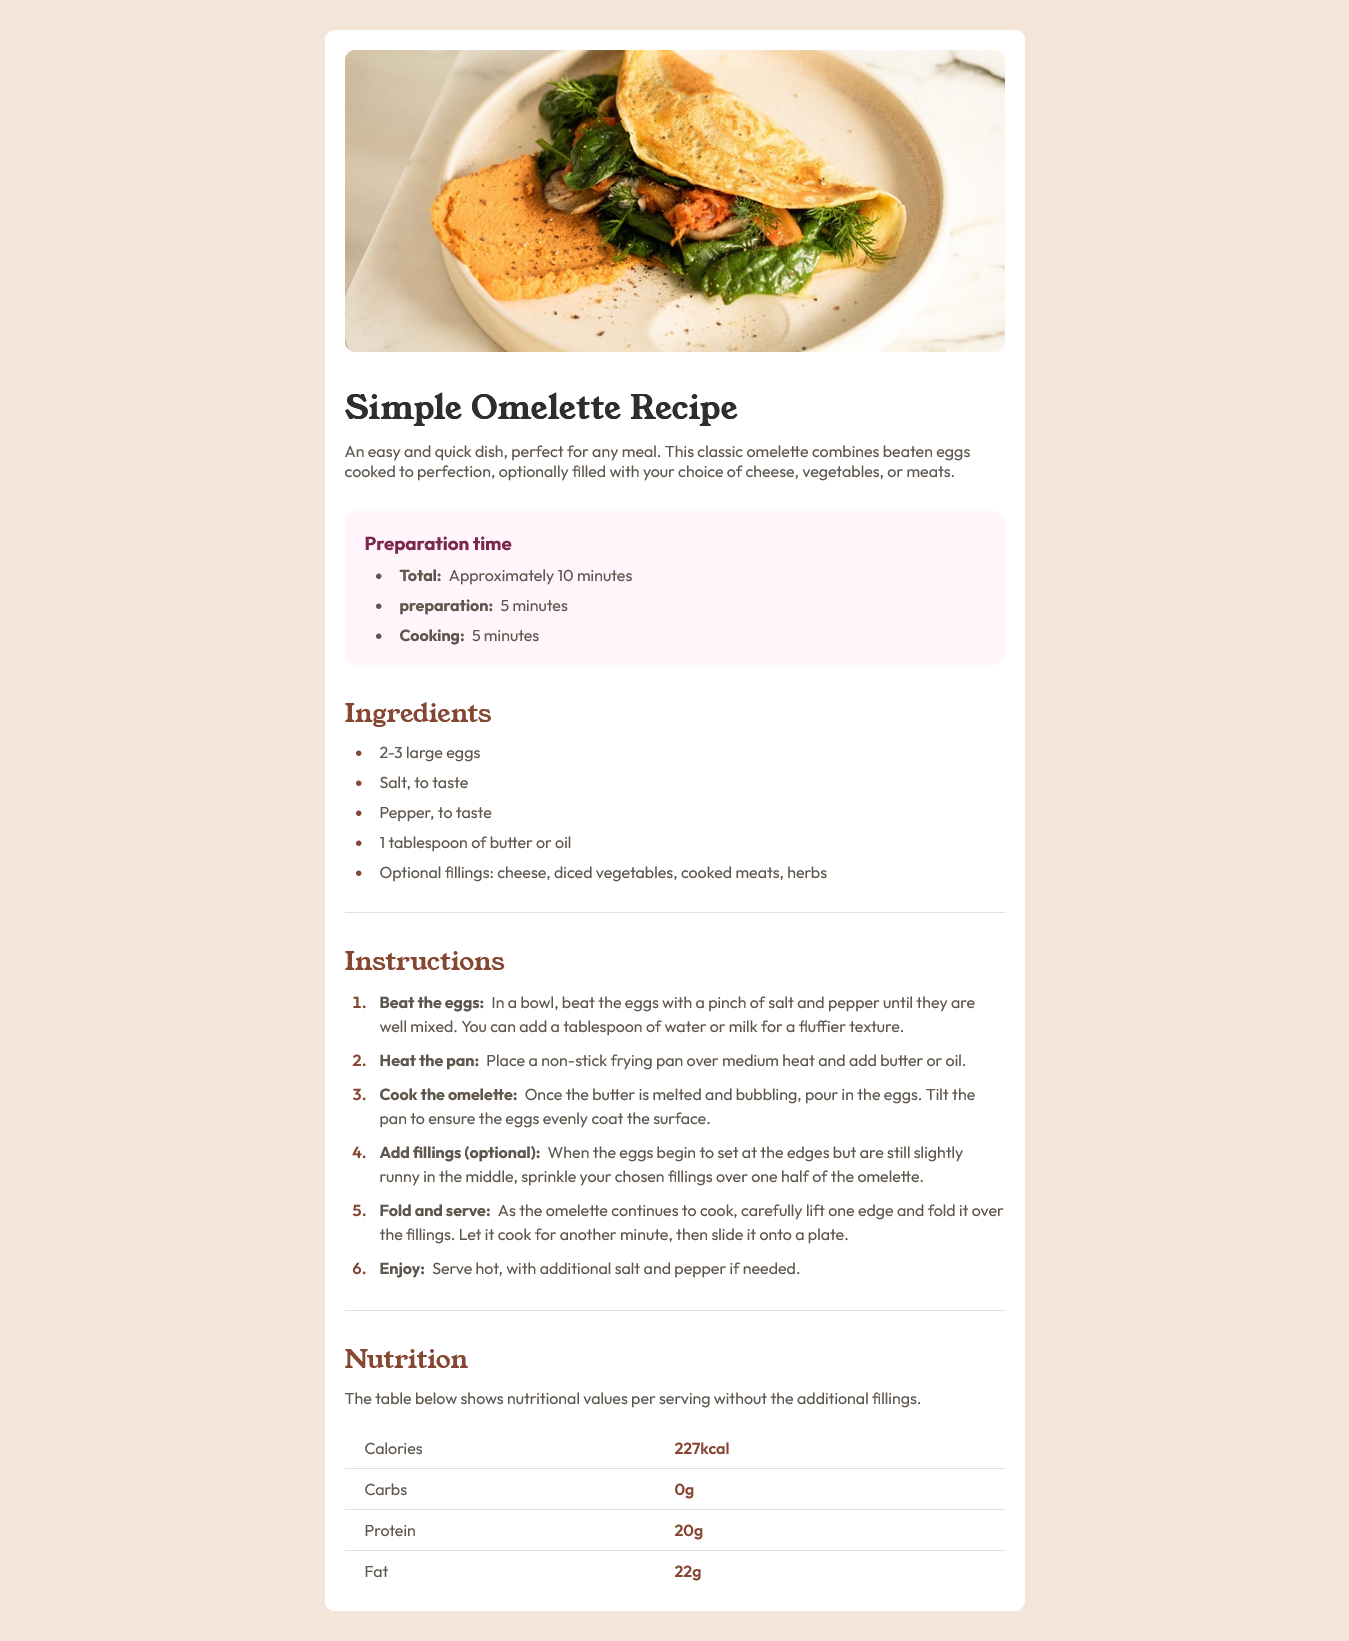 Simple Omelette Recipe
An easy and quick dish, perfect for any meal. This classic omelette combines beaten eggs
cooked to perfection, optionally filled with your choice of cheese, vegetables, or meats.
Preparation time
• Total: Approximately 10 minutes
• preparation: 5 minutes
• Cooking: 5 minutes
Ingredients
• 2-3 large eggs
• Salt, to taste
• Pepper, to taste
• 1 tablespoon of butter or oil
• Optional fillings: cheese, diced vegetables, cooked meats, herbs
Instructions
1. Beat the eggs: In a bowl, beat the eggs with a pinch of salt and pepper until they are
well mixed. You can add a tablespoon of water or milk for a fluffier texture.
2. Heat the pan: Place a non-stick frying pan over medium heat and add butter or oil.
3. Cook the omelette: Once the butter is melted and bubbling, pour in the eggs. Tilt the
pan to ensure the eggs evenly coat the surface.
4. Add fillings (optional): When the eggs begin to set at the edges but are still slightly
runny in the middle, sprinkle your chosen fillings over one half of the omelette.
5. Fold and serve: As the omelette continues to cook, carefully lift one edge and fold it over
the fillings. Let it cook for another minute, then slide it onto a plate.
6. Enjoy: Serve hot, with additional salt and pepper if needed.
Nutrition
The table below shows nutritional values per serving without the additional fillings.
Calories 227kcal
Carbs 0g
Protein 20g
Fat 22g